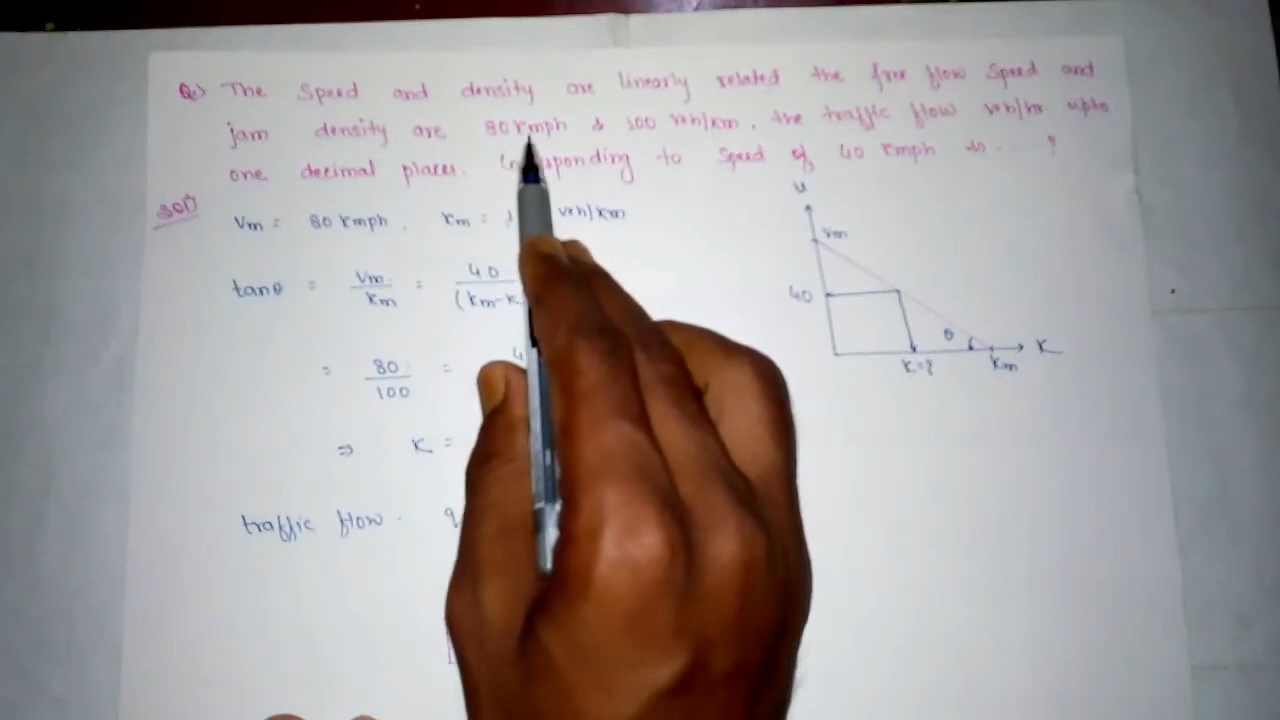 Q:) The speed and density are linearly related the free flow speed and
jam density are 80 kmph & 100 veh/km. the traffic flow veh/hr upto
one decimal places. to speed of 40 kmph is ..... ?
Sol
Vm = 80 kmph, Km = veh/km
tanθ = Vm/Km = 40/(Km-K
= 80/100 =
⇒ K =
traffic flow. q
u
Vm
40
θ
K=?
Km
K